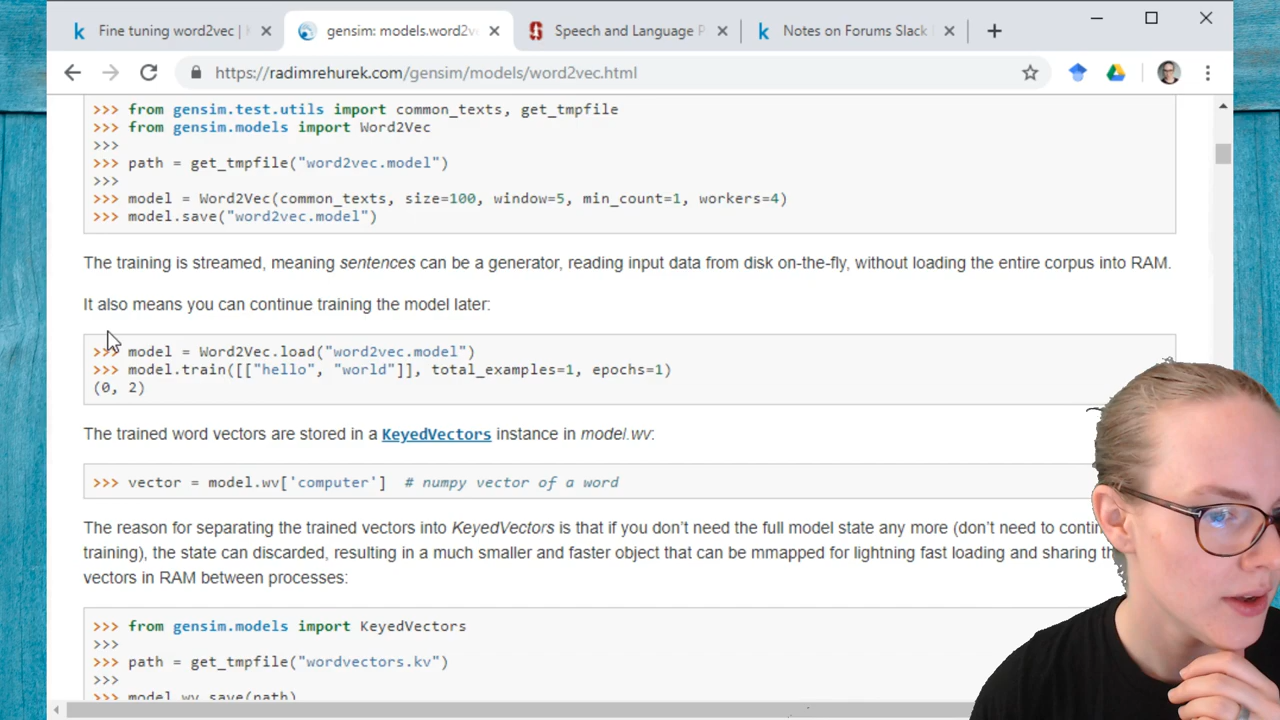 Fine tuning word2vec |
gensim: models.word2v
Speech and Language P
Notes on Forums Slack
https://radimrehurek.com/gensim/models/word2vec.html
>>> from gensim.test.utils import common_texts, get_tmpfile
>>> from gensim.models import Word2Vec
>>>
>>> path = get_tmpfile("word2vec.model")
>>>
>>> model = Word2Vec(common_texts, size=100, window=5, min_count=1, workers=4)
>>> model.save("word2vec.model")
The training is streamed, meaning sentences can be a generator, reading input data from disk on-the-fly, without loading the entire corpus into RAM.
It also means you can continue training the model later:
>>> model = Word2Vec.load("word2vec.model")
>>> model.train([["hello", "world"]], total_examples=1, epochs=1)
(0, 2)
The trained word vectors are stored in a KeyedVectors instance in model.wv:
>>> vector = model.wv['computer'] # numpy vector of a word
The reason for separating the trained vectors into KeyedVectors is that if you don't need the full model state any more (don't need to contin
training), the state can discarded, resulting in a much smaller and faster object that can be mmapped for lightning fast loading and sharing th
vectors in RAM between processes:
>>> from gensim.models import KeyedVectors
>>>
>>> path = get_tmpfile("wordvectors.kv")
>>>
>>> model.wv.save(path)